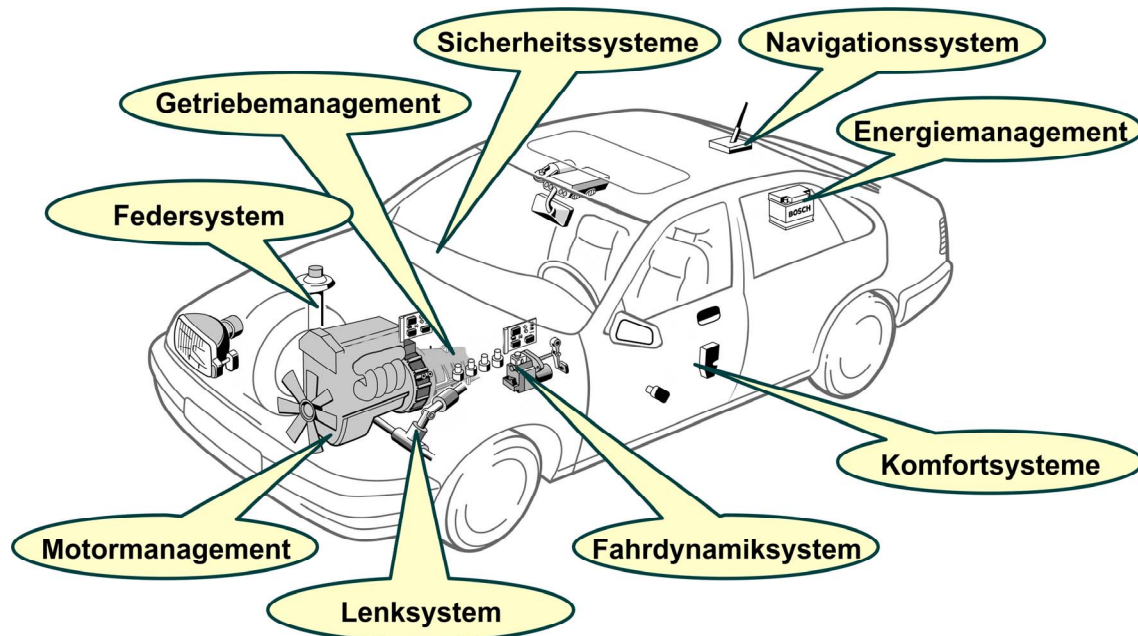 Sicherheitssysteme
Navigationssystem
Getriebemanagement
Energiemanagement
Federsystem
BOSCH
Komfortsysteme
Motormanagement
Fahrdynamiksystem
Lenksystem